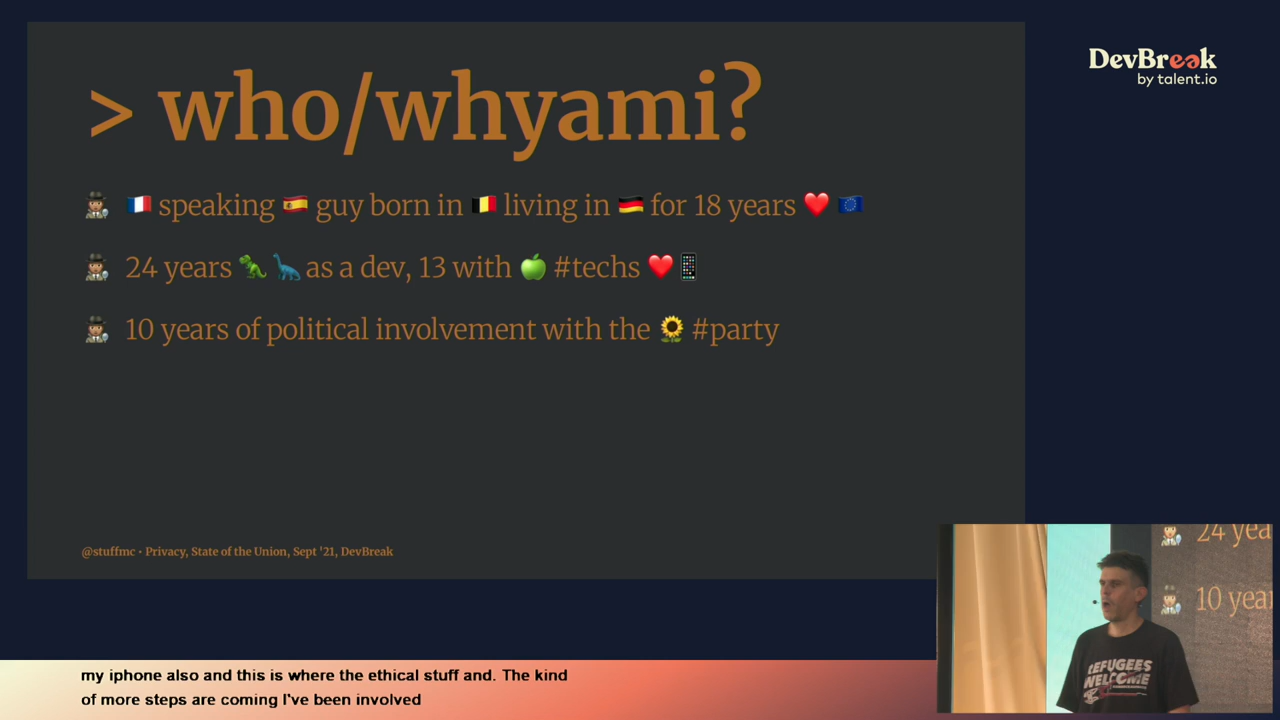 > who/whyami?
speaking guy born in living in for 18 years
24 years as a dev, 13 with #techs
10 years of political involvement with the #party
@stuffmc • Privacy, State of the Union, Sept '21, DevBreak
DevBreak
by talent.io
24 yea
10 year
REFUGEES
WELCOME
my iphone also and this is where the ethical stuff and. The kind
of more steps are coming I've been involved